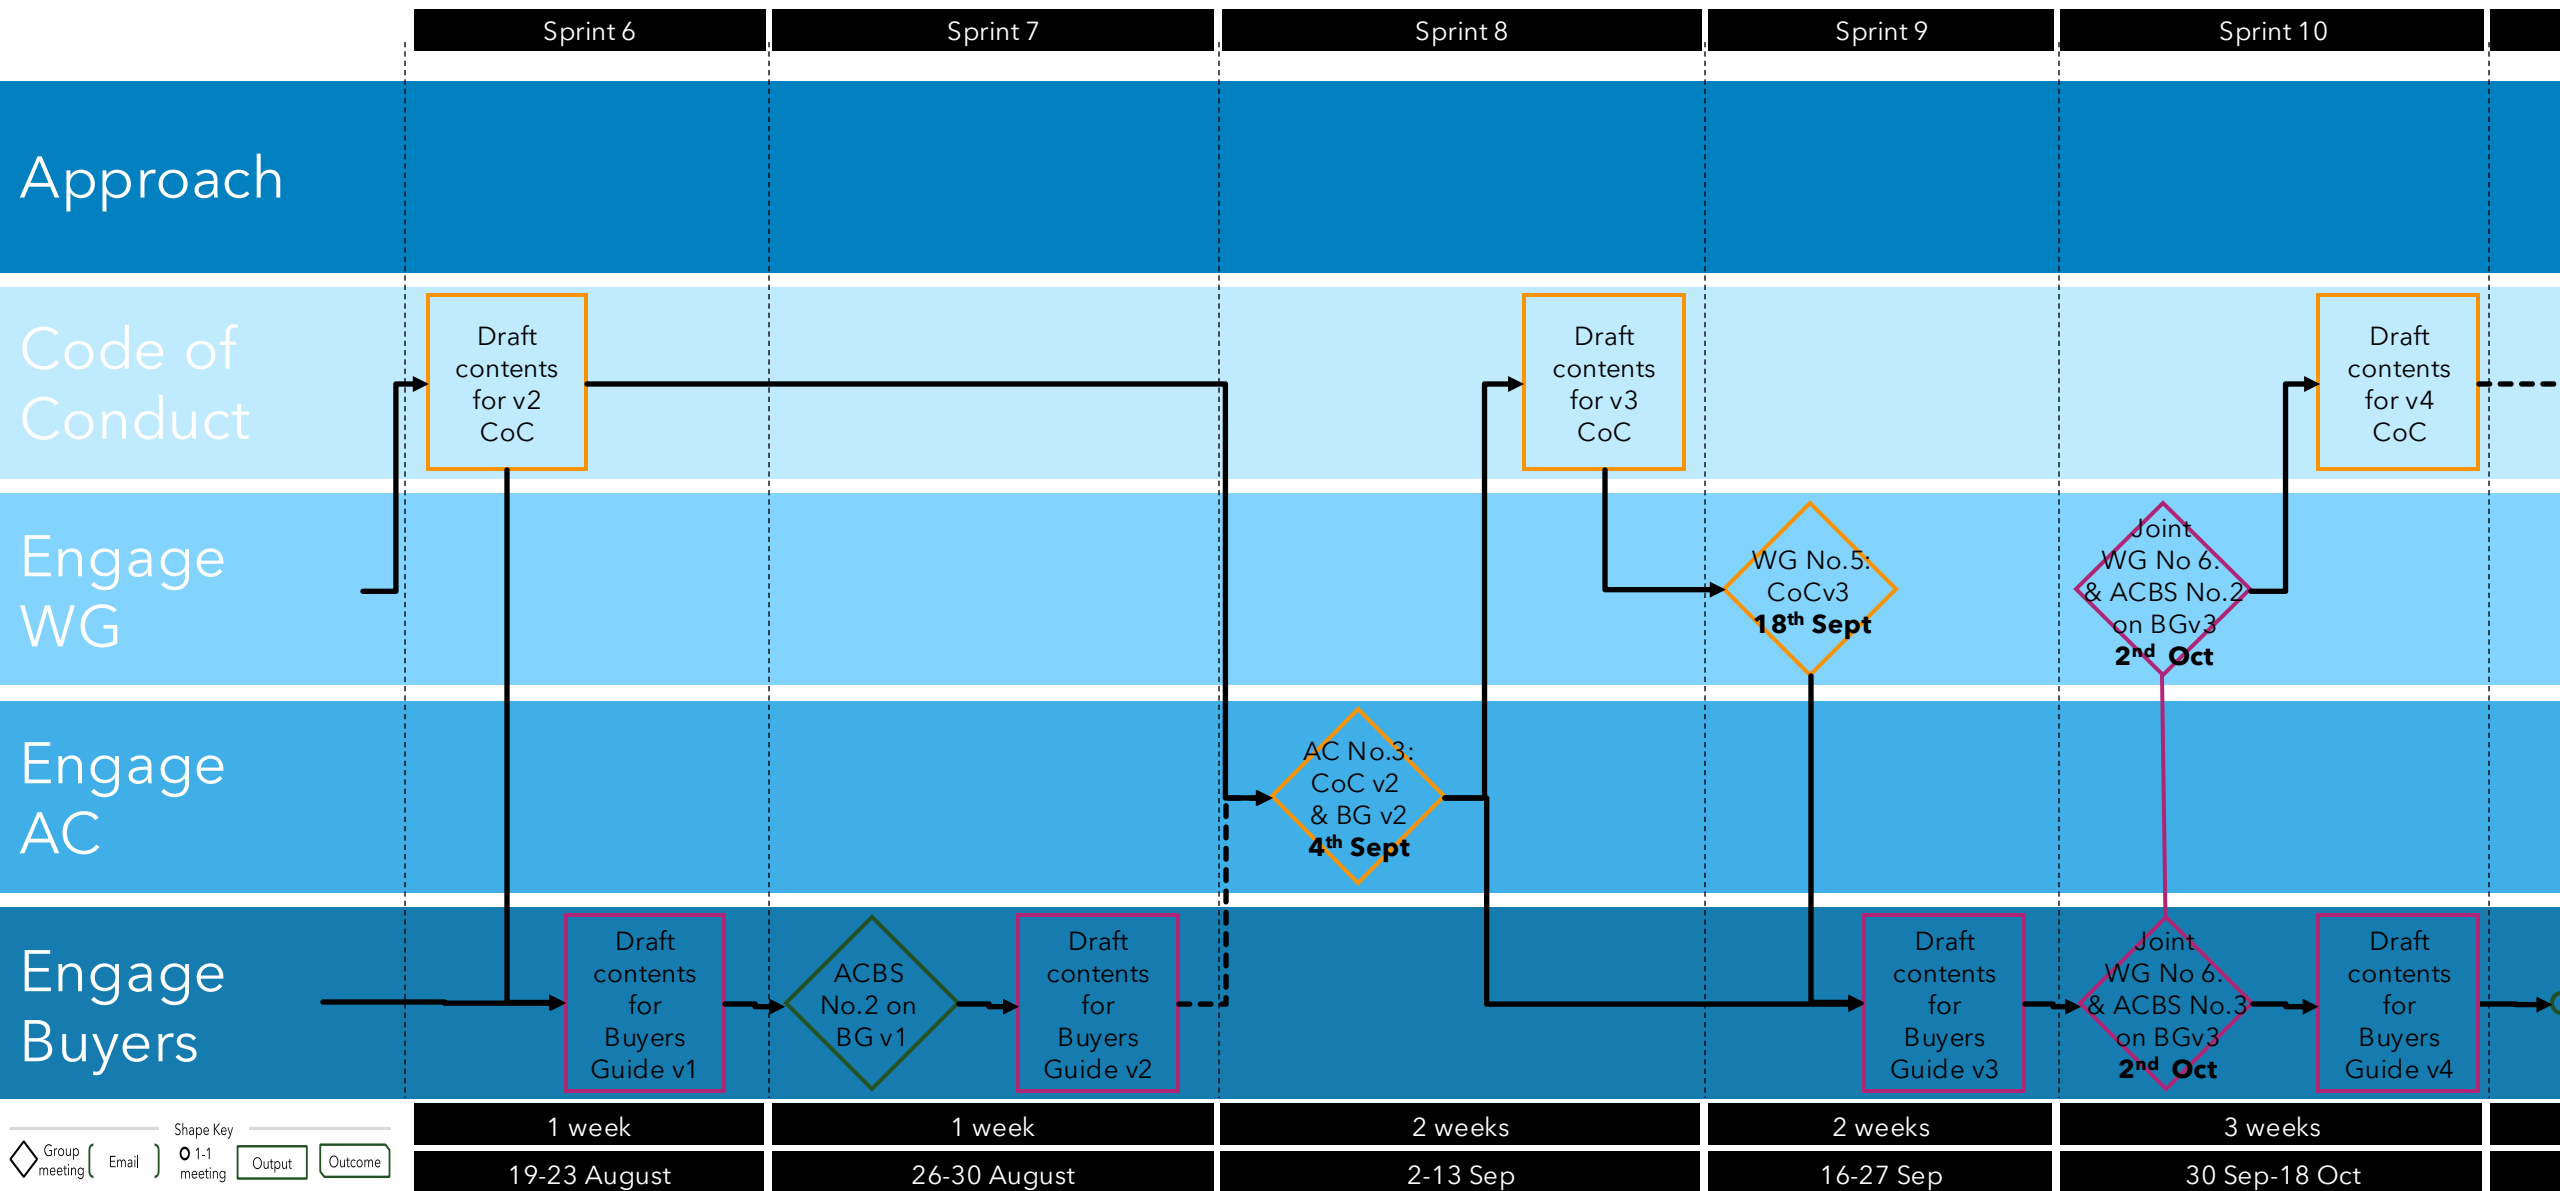 Sprint 6
Sprint 7
Sprint 8
Sprint 9
Sprint 10
Approach
Code of
Conduct
Draft
contents
for v2
CoC
Draft
contents
for v3
CoC
Draft
contents
for v4
CoC
Engage
WG
WG No.5:
CoCv3
18th Sept
Joint
WG No 6.
& ACBS No.2
on BGv3
2nd Oct
Engage
AC
AC No.3:
CoC v2
& BG v2
4th Sept
Engage
Buyers
Draft
contents
for
Buyers
Guide v1
ACBS
No.2 on
BG v1
Draft
contents
for
Buyers
Guide v2
Draft
contents
for
Buyers
Guide v3
Joint
WG No 6.
& ACBS No.3
on BGv3
2nd Oct
Draft
contents
for
Buyers
Guide v4
Shape Key
Group
meeting
Email
1-1
meeting
Output
Outcome
1 week
1 week
2 weeks
2 weeks
3 weeks
19-23 August
26-30 August
2-13 Sep
16-27 Sep
30 Sep-18 Oct